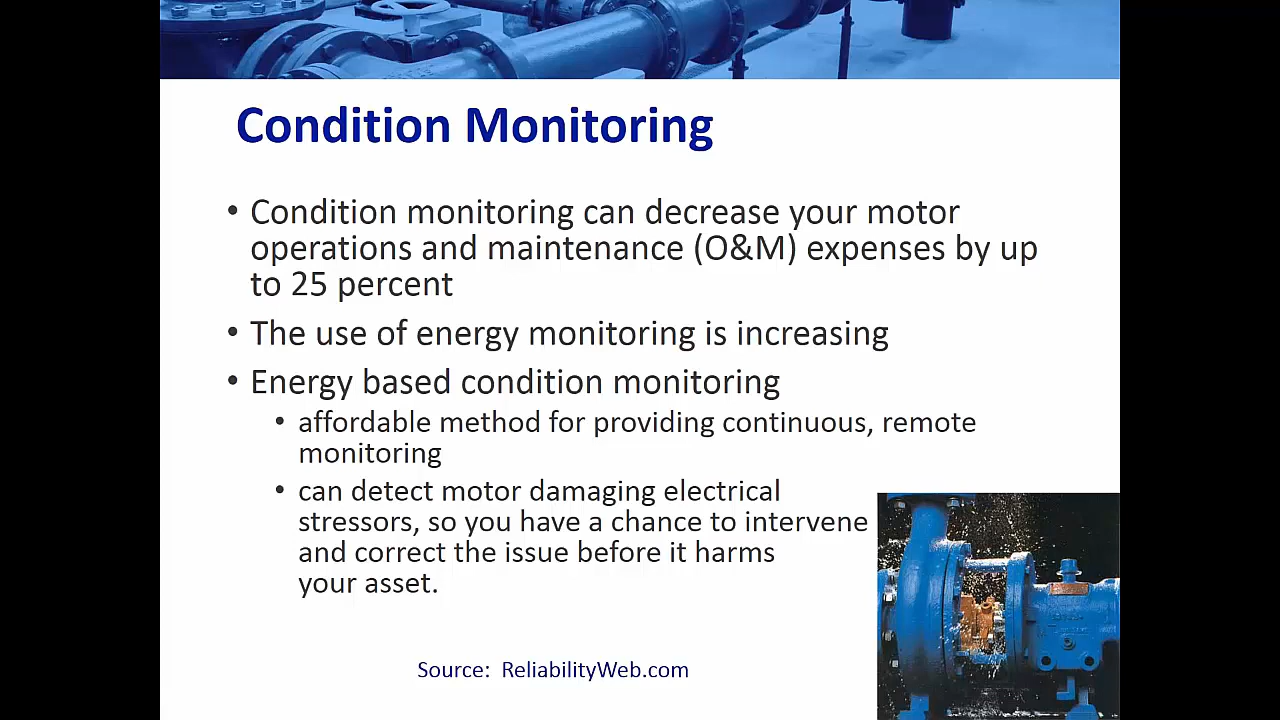 Condition Monitoring
• Condition monitoring can decrease your motor
operations and maintenance (O&M) expenses by up
to 25 percent
• The use of energy monitoring is increasing
• Energy based condition monitoring
• affordable method for providing continuous, remote
monitoring
• can detect motor damaging electrical
stressors, so you have a chance to intervene
and correct the issue before it harms
your asset.
Source: ReliabilityWeb.com